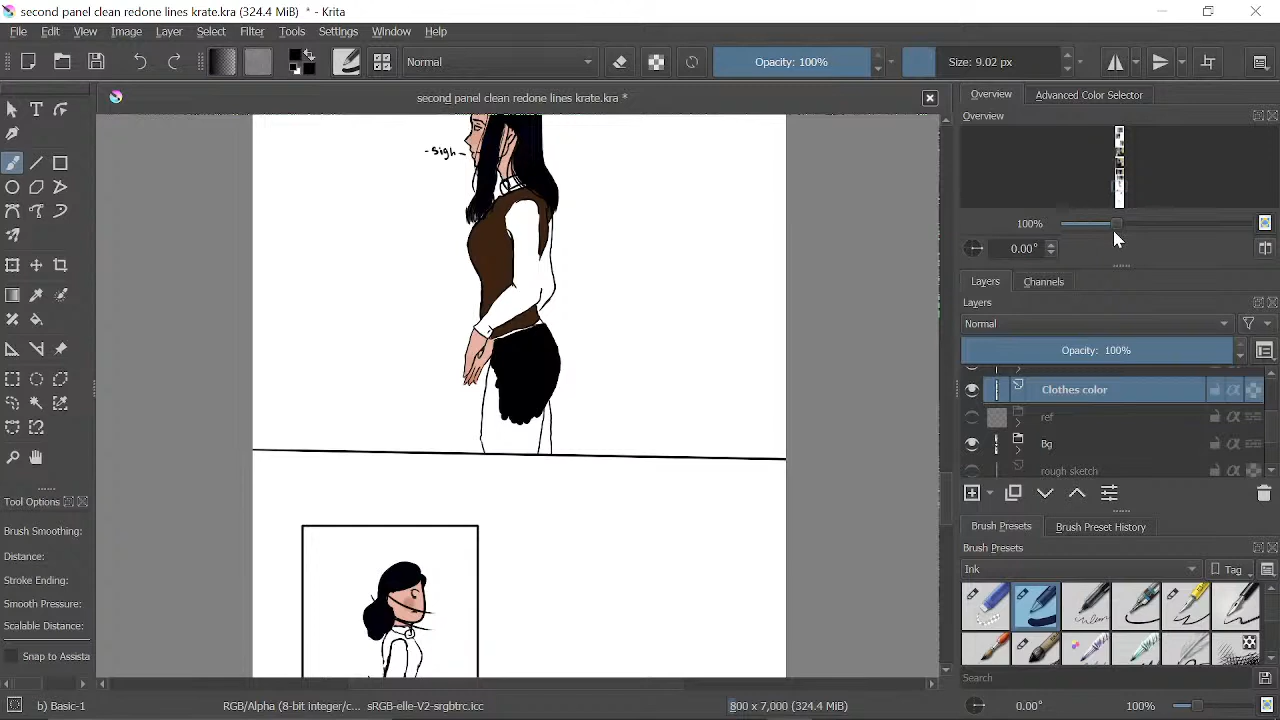 second panel clean redone lines krate.kra (324.4 MiB) * - Krita
File Edit View Image Layer Select Filter Tools Settings Window Help
Normal
Opacity: 100%
Size: 9.02 px
second panel clean redone lines krate.kra *
Overview
Advanced Color Selector
Overview
100%
0.00°
Layers
Channels
Layers
Normal
Opacity: 100%
Clothes color
ref
Bg
rough sketch
Brush Presets
Brush Preset History
Brush Presets
Ink
Tag
Search
Tool Options
Brush Smoothing:
Distance:
Stroke Ending:
Smooth Pressure:
Scalable Distance:
Snap to Assista
-sigh-
b) Basic-1
RGB/Alpha (8-bit integer/c... sRGB-elle-V2-srgbtrc.icc
800 x 7,000 (324.4 MiB)
0.00°
100%